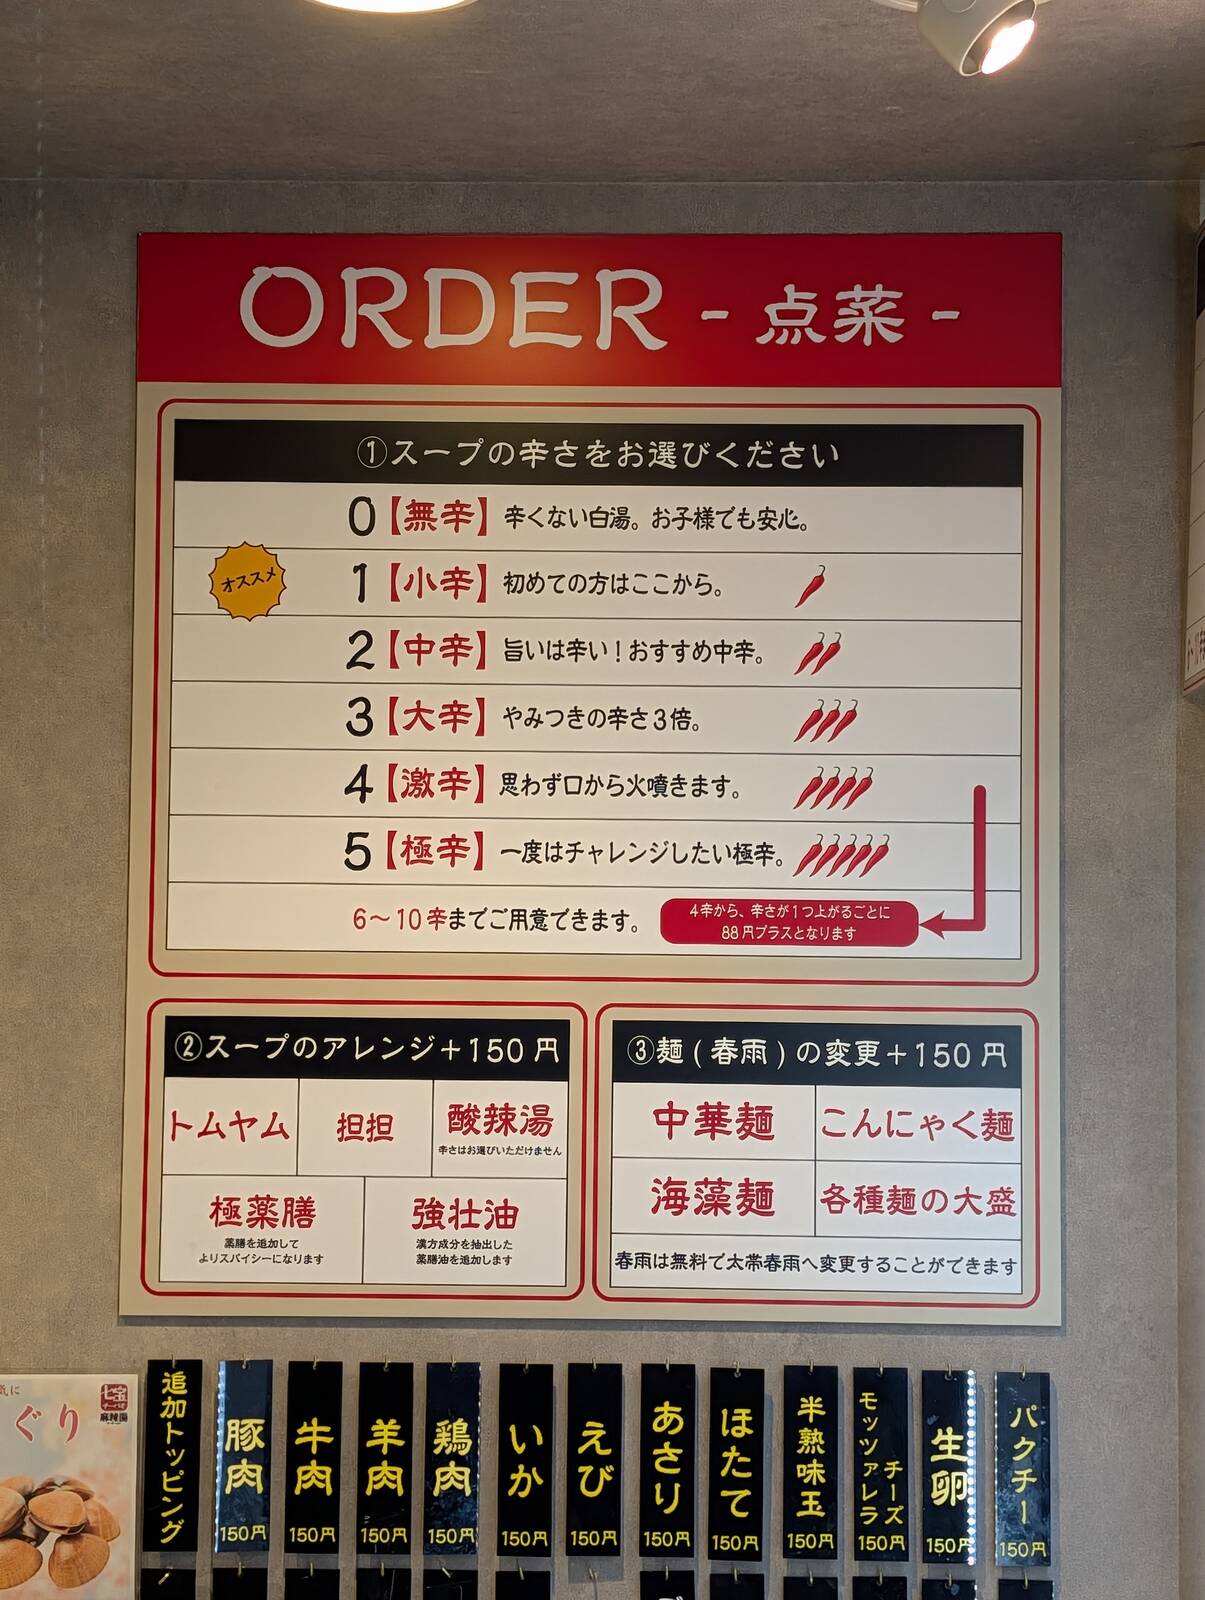 ORDER - 点菜 -
①スープの辛さをお選びください
0【無辛】辛くない白湯。お子様でも安心。
オススメ
1【小辛】初めての方はここから。
2【中辛】旨いは辛い！おすすめ中辛。
3【大辛】やみつきの辛さ3倍。
4【激辛】思わず口から火噴きます。
5【極辛】一度はチャレンジしたい極辛。
6〜10辛までご用意できます。
4辛から、辛さが1つ上がるごとに
88円プラスとなります
②スープのアレンジ＋150円
トムヤム
担担
酸辣湯
辛さはお選びいただけません
極薬膳
薬膳を追加して
よりスパイシーになります
強壮油
漢方成分を抽出した
薬膳油を追加します
③麺(春雨)の変更＋150円
中華麺
こんにゃく麺
海藻麺
各種麺の大盛
春雨は無料で太帯春雨へ変更することができます
追加トッピング
豚肉
150円
牛肉
150円
羊肉
150円
鶏肉
150円
いか
150円
えび
150円
あさり
150円
ほたて
150円
半熟味玉
150円
モッツァレラ
チーズ
150円
生卵
150円
パクチー
150円
気に
ぐり
七宝
麻辣湯